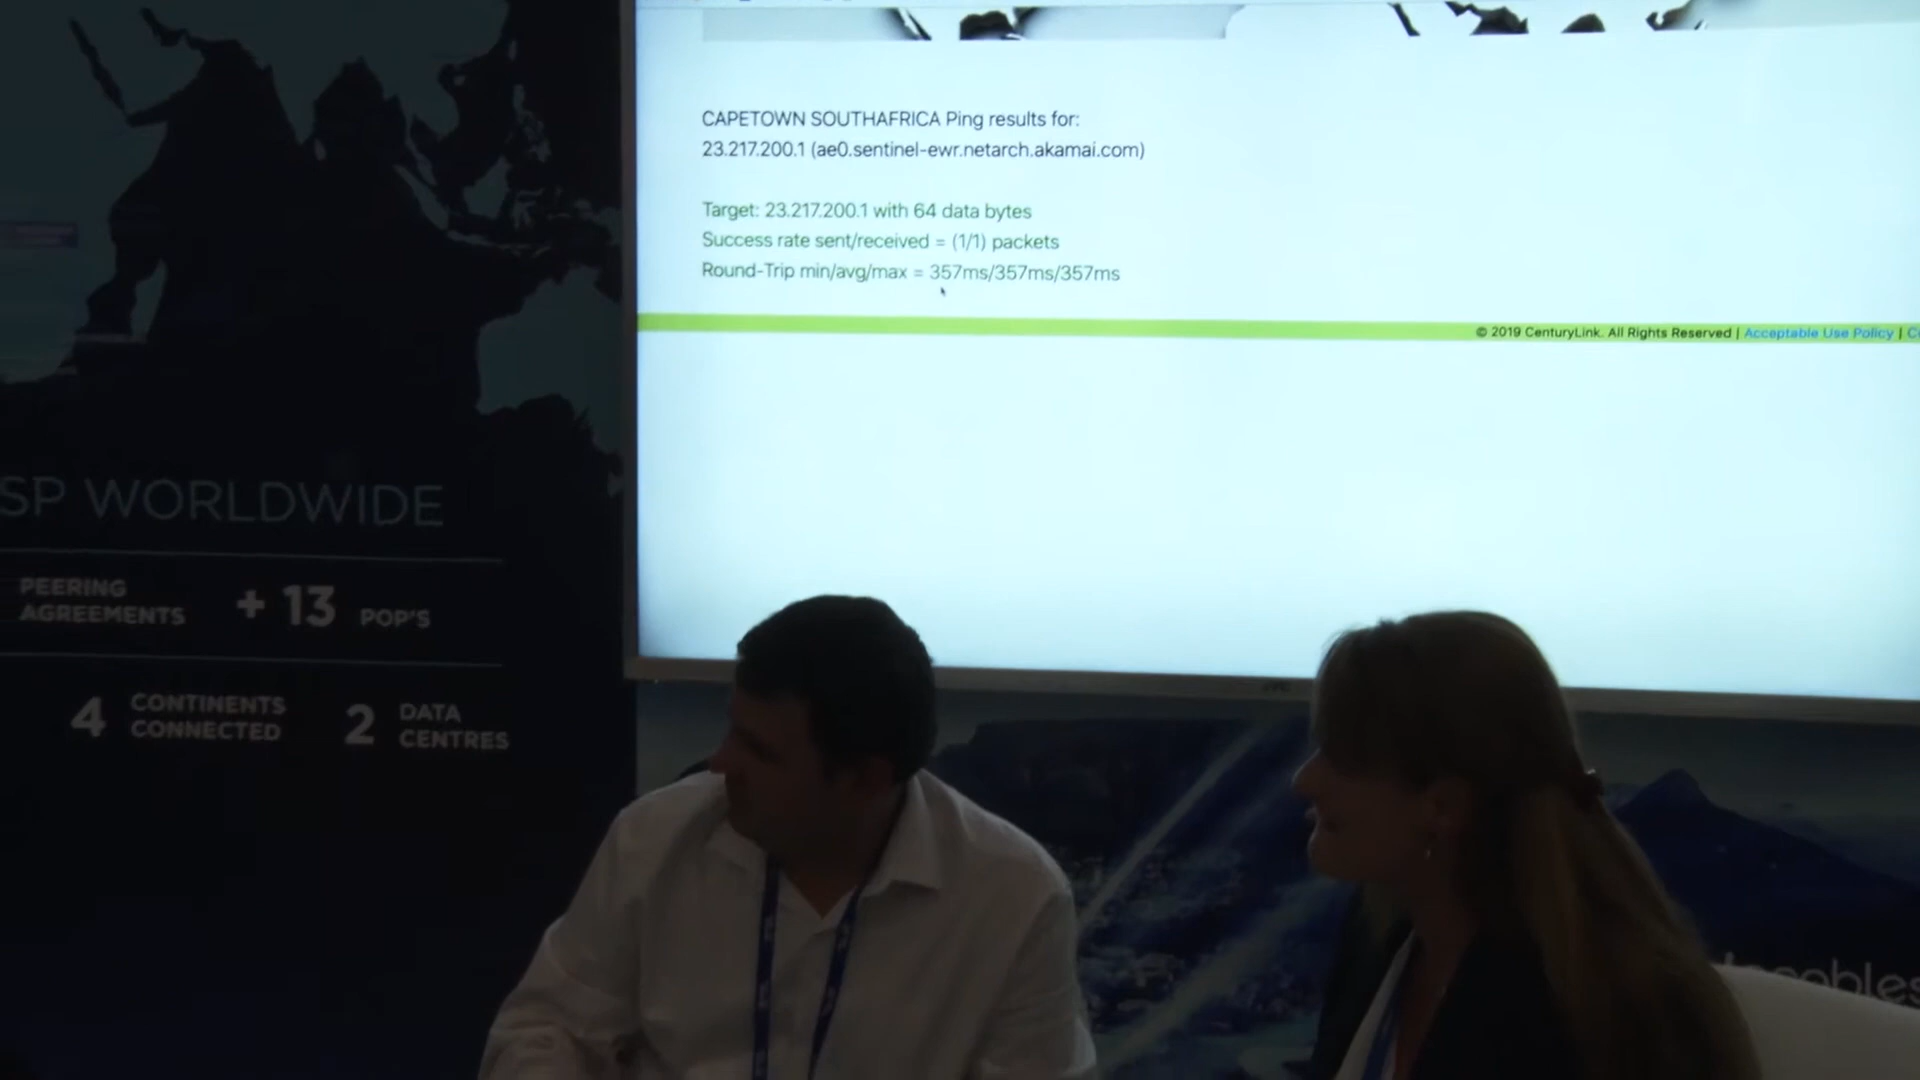 CAPETOWN SOUTHAFRICA Ping results for:
23.217.200.1 (ae0.sentinel-ewr.netarch.akamai.com)
Target: 23.217.200.1 with 64 data bytes
Success rate sent/received = (1/1) packets
Round-Trip min/avg/max = 357ms/357ms/357ms
© 2019 CenturyLink. All Rights Reserved | Acceptable Use Policy |
SP WORLDWIDE
PEERING
AGREEMENTS
+ 13 POP'S
4 CONTINENTS
CONNECTED
2 DATA
CENTRES